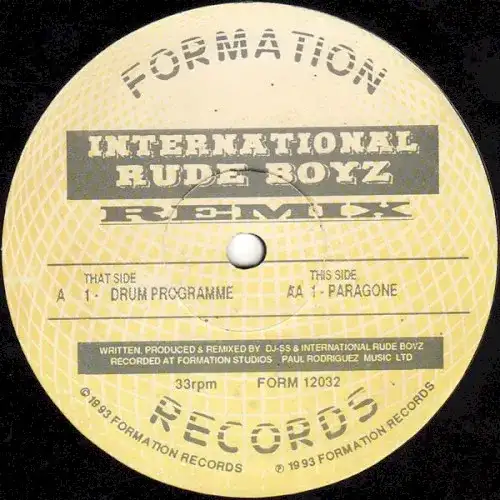 FORMATION
INTERNATIONAL
RUDE BOYZ
REMIX
THAT SIDE
A 1 - DRUM PROGRAMME
THIS SIDE
AA 1 - PARAGONE
WRITTEN, PRODUCED & REMIXED BY DJ-SS & INTERNATIONAL RUDE BOYZ
RECORDED AT FORMATION STUDIOS PAUL RODRIGUEZ MUSIC LTD
33rpm FORM 12032
RECORDS
© 1993 FORMATION RECORDS
℗ 1993 FORMATION RECORDS